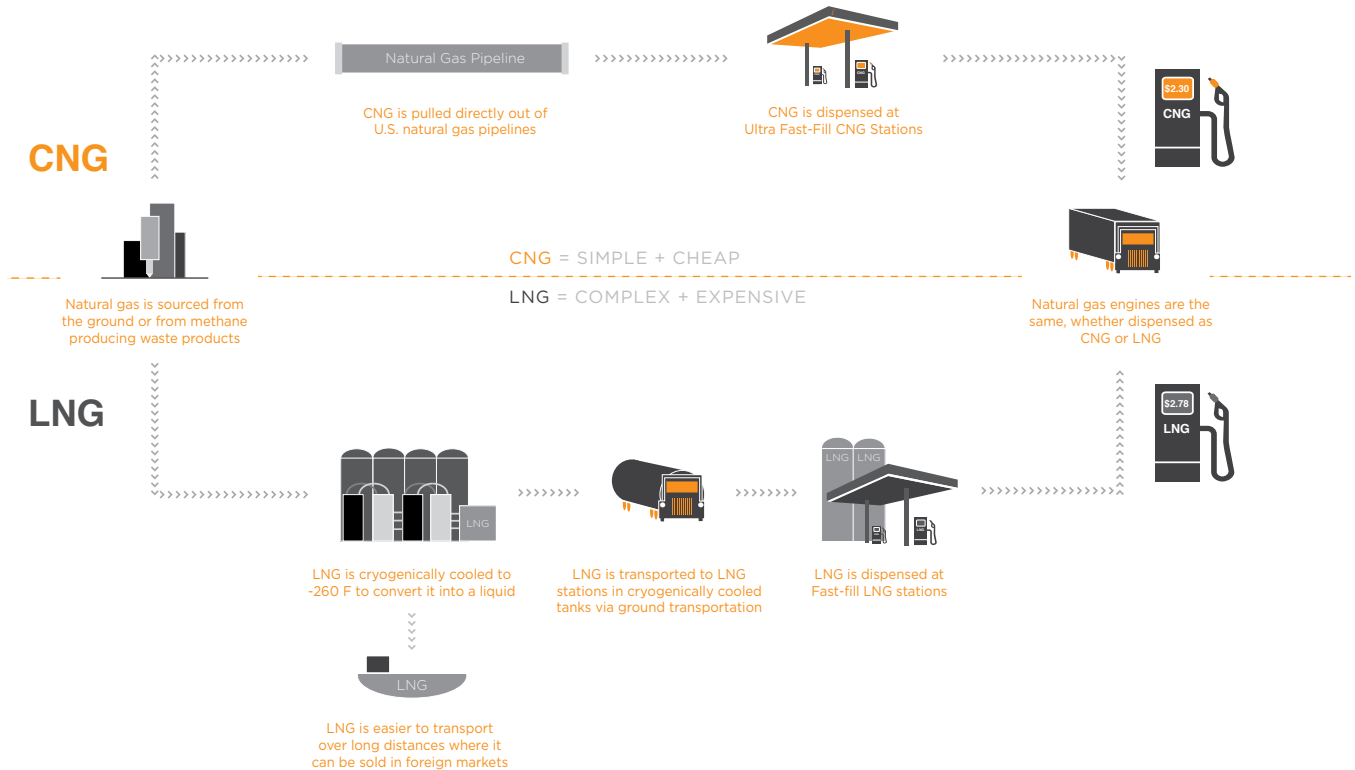 Natural Gas Pipeline
CNG is pulled directly out of
U.S. natural gas pipelines
CNG
CNG is dispensed at
Ultra Fast-Fill CNG Stations
$2.30
CNG
CNG
CNG = SIMPLE + CHEAP
LNG = COMPLEX + EXPENSIVE
Natural gas is sourced from
the ground or from methane
producing waste products
Natural gas engines are the
same, whether dispensed as
CNG or LNG
LNG
$2.78
LNG
LNG
LNG is cryogenically cooled to
-260 F to convert it into a liquid
LNG is transported to LNG
stations in cryogenically cooled
tanks via ground transportation
LNG LNG
LNG
LNG is dispensed at
Fast-fill LNG stations
LNG
LNG is easier to transport
over long distances where it
can be sold in foreign markets